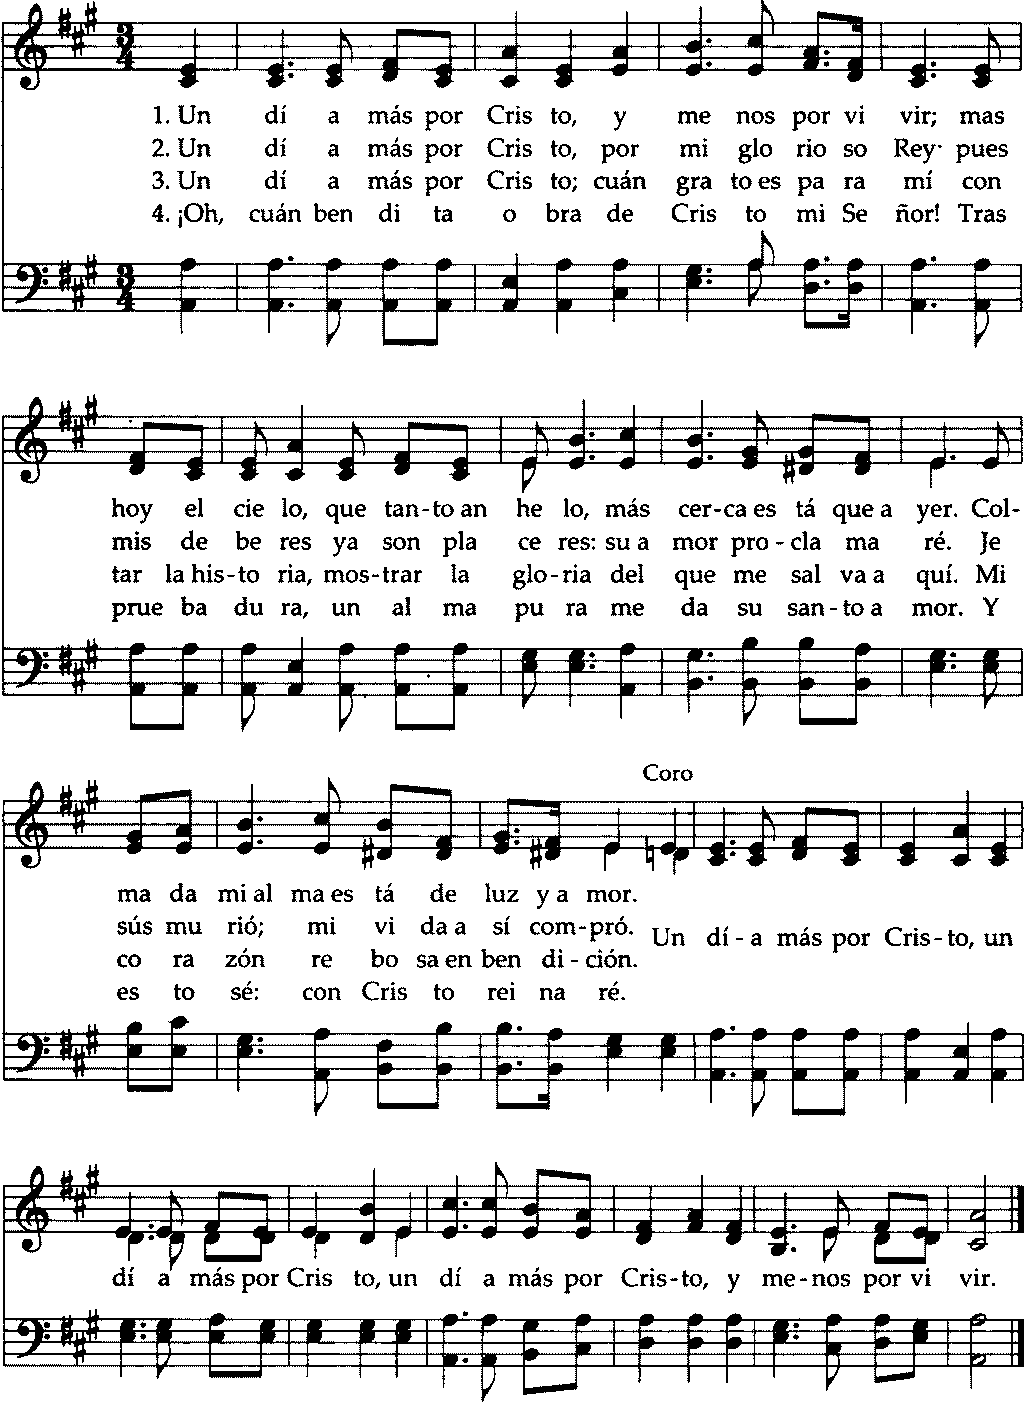 1. Un dí a más por Cris to, y me nos por vi vir; mas
2. Un dí a más por Cris to, por mi glo rio so Rey· pues
3. Un dí a más por Cris to; cuán gra to es pa ra mí con
4. ¡Oh, cuán ben di ta o bra de Cris to mi Se ñor! Tras
hoy el cie lo, que tan-to an he lo, más cer-ca es tá que a yer. Col-
mis de be res ya son pla ce res: su a mor pro-cla ma ré. Je
tar la his-to ria, mos-trar la glo-ria del que me sal va a quí. Mi
prue ba du ra, un al ma pu ra me da su san-to a mor. Y
Coro
ma da mi al ma es tá de luz y a mor.
sús mu rió; mi vi da a sí com-pró.
Un dí-a más por Cris-to, un
co ra zón re bo sa en ben di-ción.
es to sé: con Cris to rei na ré.
dí a más por Cris to, un dí a más por Cris-to, y me-nos por vi vir.